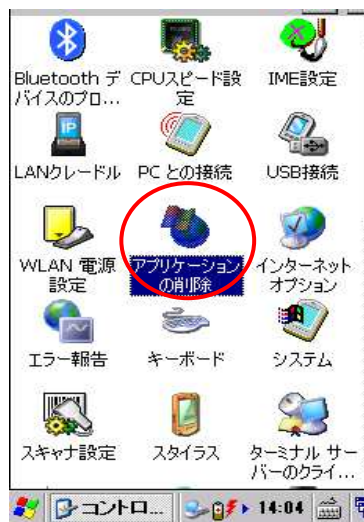 Bluetooth デ CPUスピード設 IME設定
バイスのプロ... 定
IP
LANクレードル PC との接続 USB接続
WLAN 電源 アプリケーション インターネット
設定 の削除 オプション
エラー報告 キーボード システム
スキャナ設定 スタイラス ターミナル サー
バーのクライ...
コントロ... 14:04